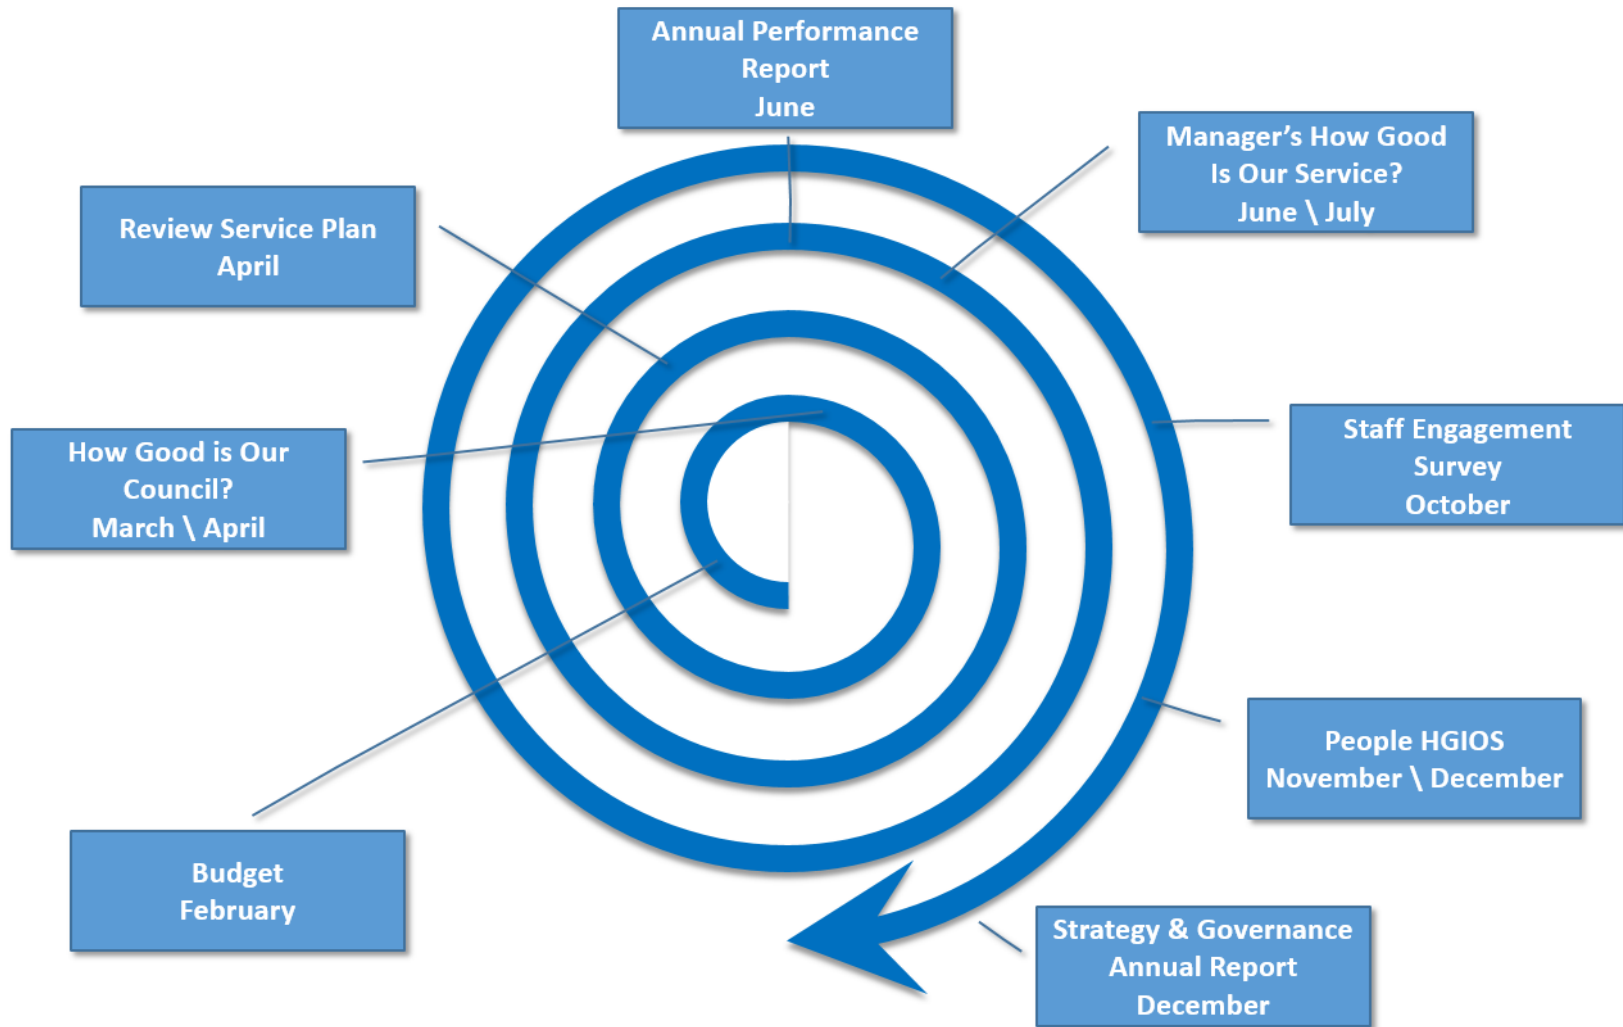 Annual Performance
Report
June
Manager’s How Good
Is Our Service?
June \ July
Review Service Plan
April
How Good is Our
Council?
March \ April
Staff Engagement
Survey
October
People HGIOS
November \ December
Budget
February
Strategy & Governance
Annual Report
December